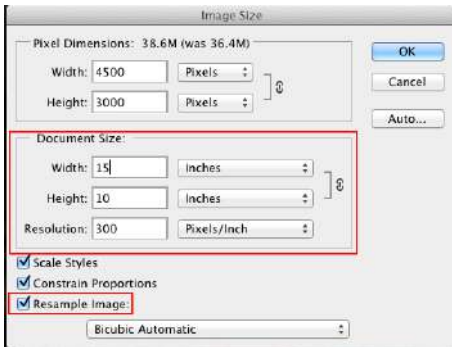 Image Size
Pixel Dimensions: 38.6M (was 36.4M)
OK
Width: 4500 Pixels
Cancel
Height: 3000 Pixels
Auto...
Document Size:
Width: 15 Inches
Height: 10 Inches
Resolution: 300 Pixels/Inch
Scale Styles
Constrain Proportions
Resample Image:
Bicubic Automatic